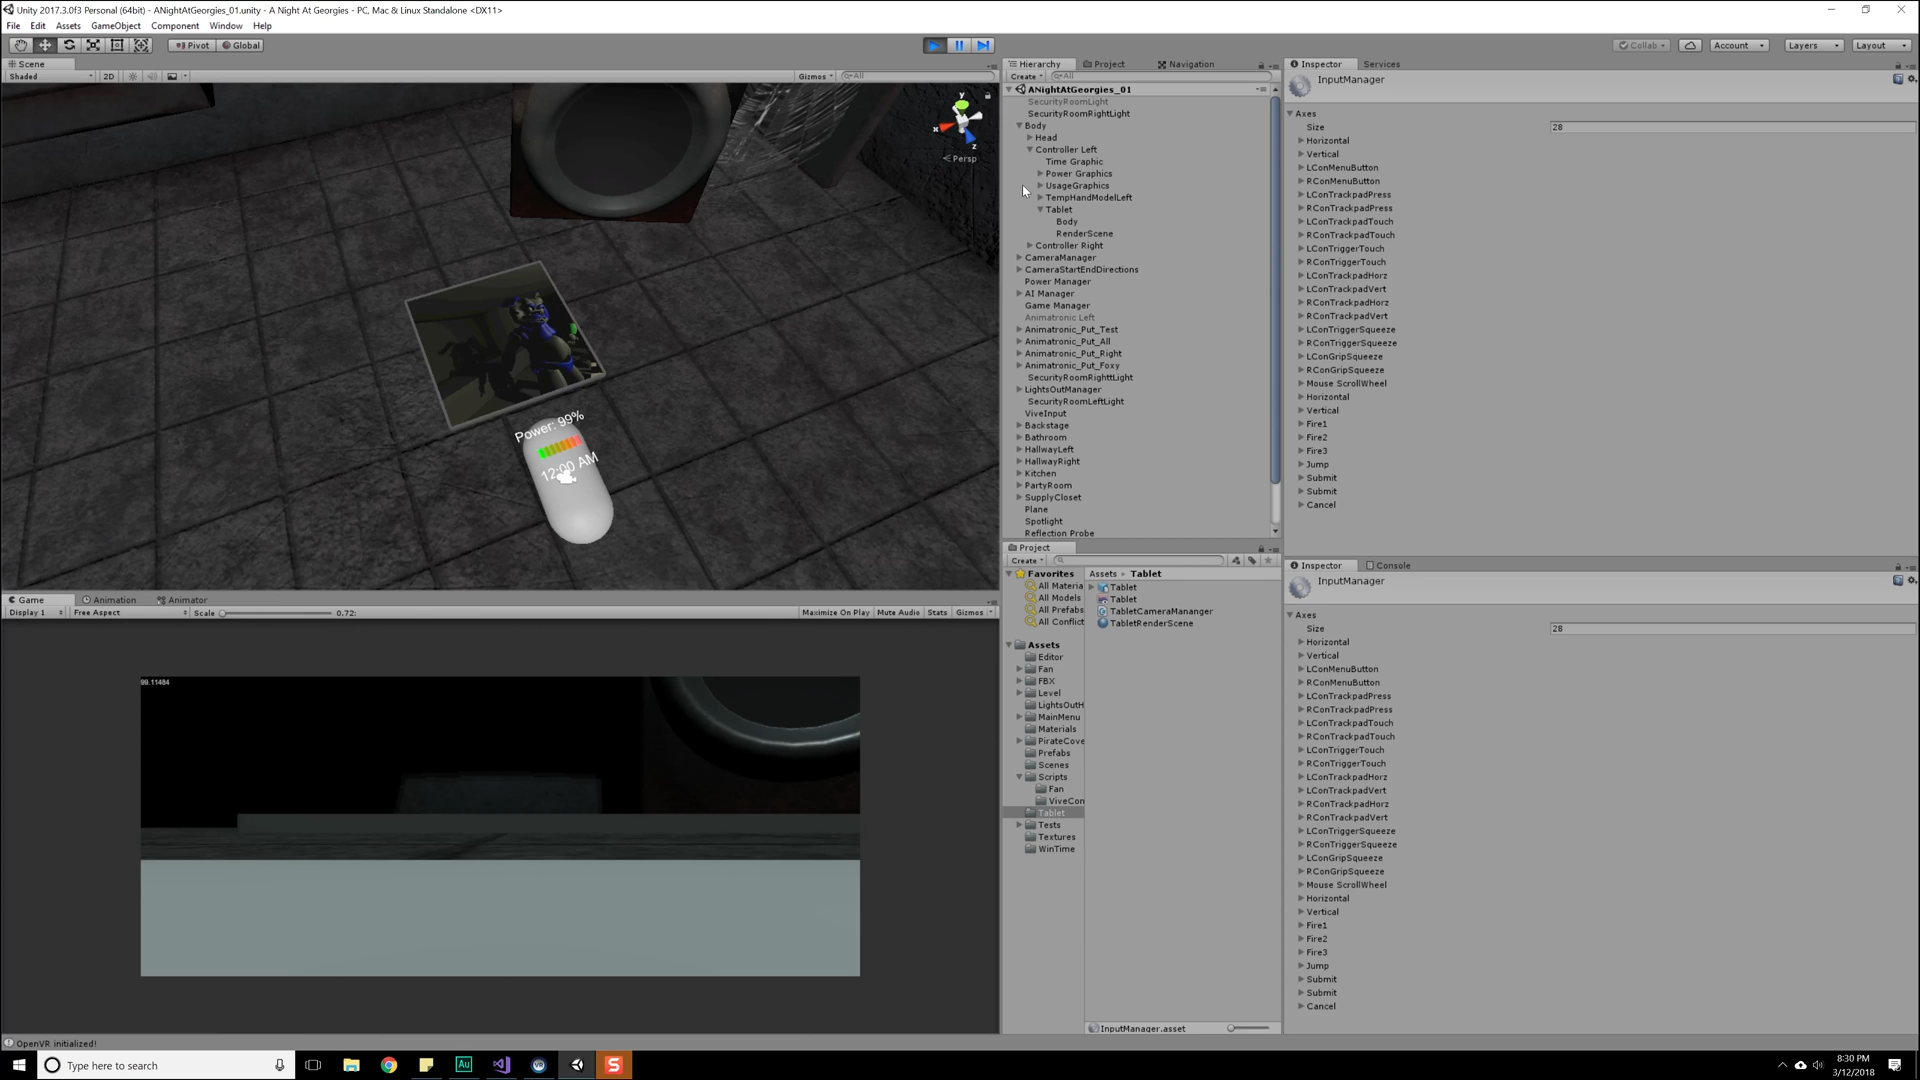 Unity 2017.3.0f3 Personal (64bit) - ANightAtGeorgies_01.unity - A Night At Georgies - PC, Mac & Linux Standalone <DX11>
File Edit Assets GameObject Component Window Help
Pivot Global
Collab Account Layers Layout
Scene
Shaded 2D Gizmos All
y
x
z
Persp
Power: 99%
12:00 AM
Game Animation Animator
Display 1 Free Aspect Scale 0.72: Maximize On Play Mute Audio Stats Gizmos
99.11484
Hierarchy Project Navigation
Create All
ANightAtGeorgies_01
SecurityRoomLight
SecurityRoomRightLight
Body
Head
Controller Left
Time Graphic
Power Graphics
UsageGraphics
TempHandModelLeft
Tablet
Body
RenderScene
Controller Right
CameraManager
CameraStartEndDirections
Power Manager
AI Manager
Game Manager
Animatronic Left
Animatronic_Put_Test
Animatronic_Put_All
Animatronic_Put_Right
Animatronic_Put_Foxy
SecurityRoomRighttLight
LightsOutManager
SecurityRoomLeftLight
ViveInput
Backstage
Bathroom
HallwayLeft
HallwayRight
Kitchen
PartyRoom
SupplyCloset
Plane
Spotlight
Reflection Probe
Project
Create
Favorites
All Materia
All Models
All Prefabs
All Conflict
Assets
Editor
Fan
FBX
Level
LightsOutH
MainMenu
Materials
PirateCove
Prefabs
Scenes
Scripts
Fan
ViveCon
Tablet
Tests
Textures
WinTime
Assets Tablet
Tablet
Tablet
TabletCameraMananger
TabletRenderScene
InputManager.asset
Inspector Services
InputManager
Axes
Size 28
Horizontal
Vertical
LConMenuButton
RConMenuButton
LConTrackpadPress
RConTrackpadPress
LConTrackpadTouch
RConTrackpadTouch
LConTriggerTouch
RConTriggerTouch
LConTrackpadHorz
LConTrackpadVert
RConTrackpadHorz
RConTrackpadVert
LConTriggerSqueeze
RConTriggerSqueeze
LConGripSqueeze
RConGripSqueeze
Mouse ScrollWheel
Horizontal
Vertical
Fire1
Fire2
Fire3
Jump
Submit
Submit
Cancel
Inspector Console
InputManager
Axes
Size 28
Horizontal
Vertical
LConMenuButton
RConMenuButton
LConTrackpadPress
RConTrackpadPress
LConTrackpadTouch
RConTrackpadTouch
LConTriggerTouch
RConTriggerTouch
LConTrackpadHorz
LConTrackpadVert
RConTrackpadHorz
RConTrackpadVert
LConTriggerSqueeze
RConTriggerSqueeze
LConGripSqueeze
RConGripSqueeze
Mouse ScrollWheel
Horizontal
Vertical
Fire1
Fire2
Fire3
Jump
Submit
Submit
Cancel
OpenVR initialized!
Type here to search
Au
VR
S
8:30 PM
3/12/2018